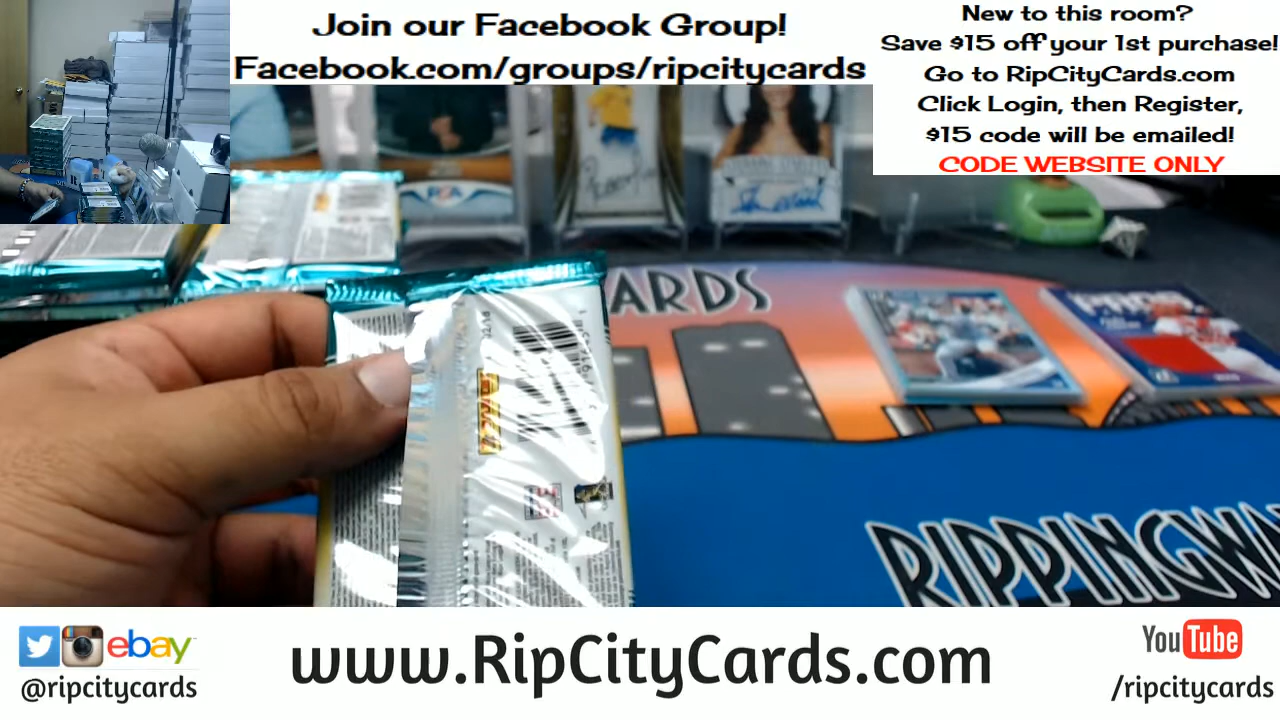 Join our Facebook Group!
Facebook.com/groups/ripcitycards
New to this room?
Save $15 off your 1st purchase!
Go to RipCityCards.com
Click Login, then Register,
$15 code will be emailed!
CODE WEBSITE ONLY
ARDS
RIPPINGW
ebay
@ripcitycards
www.RipCityCards.com
YouTube
/ripcitycards